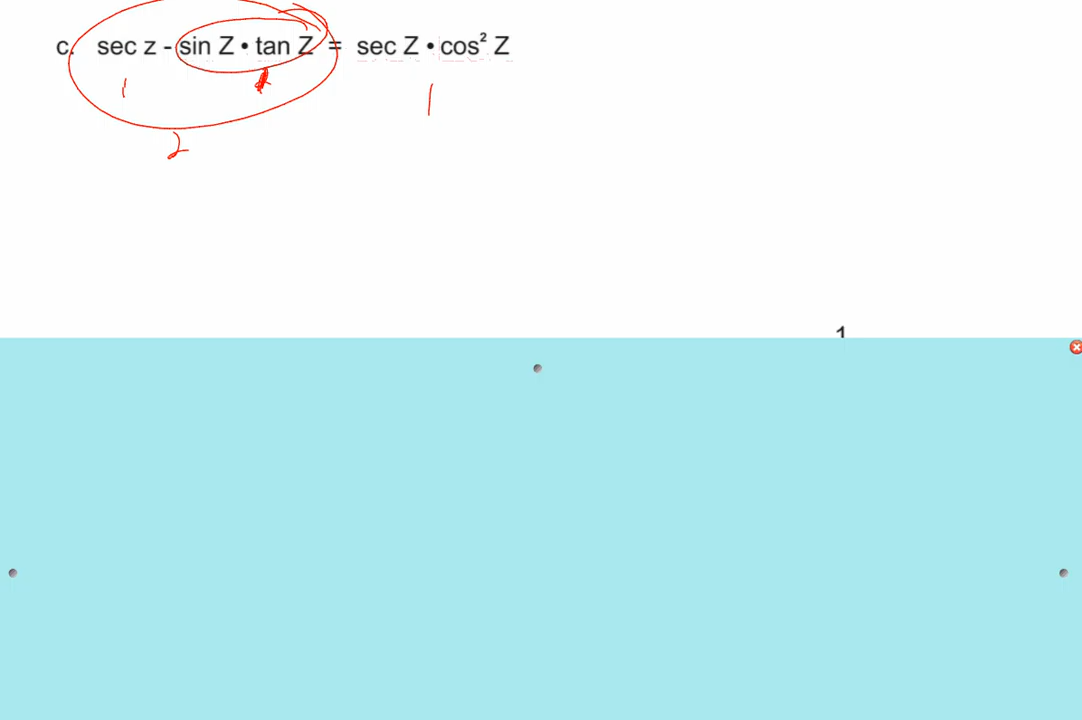 c. sec z - sin Z • tan Z = sec Z • cos² Z
1 1
2
1